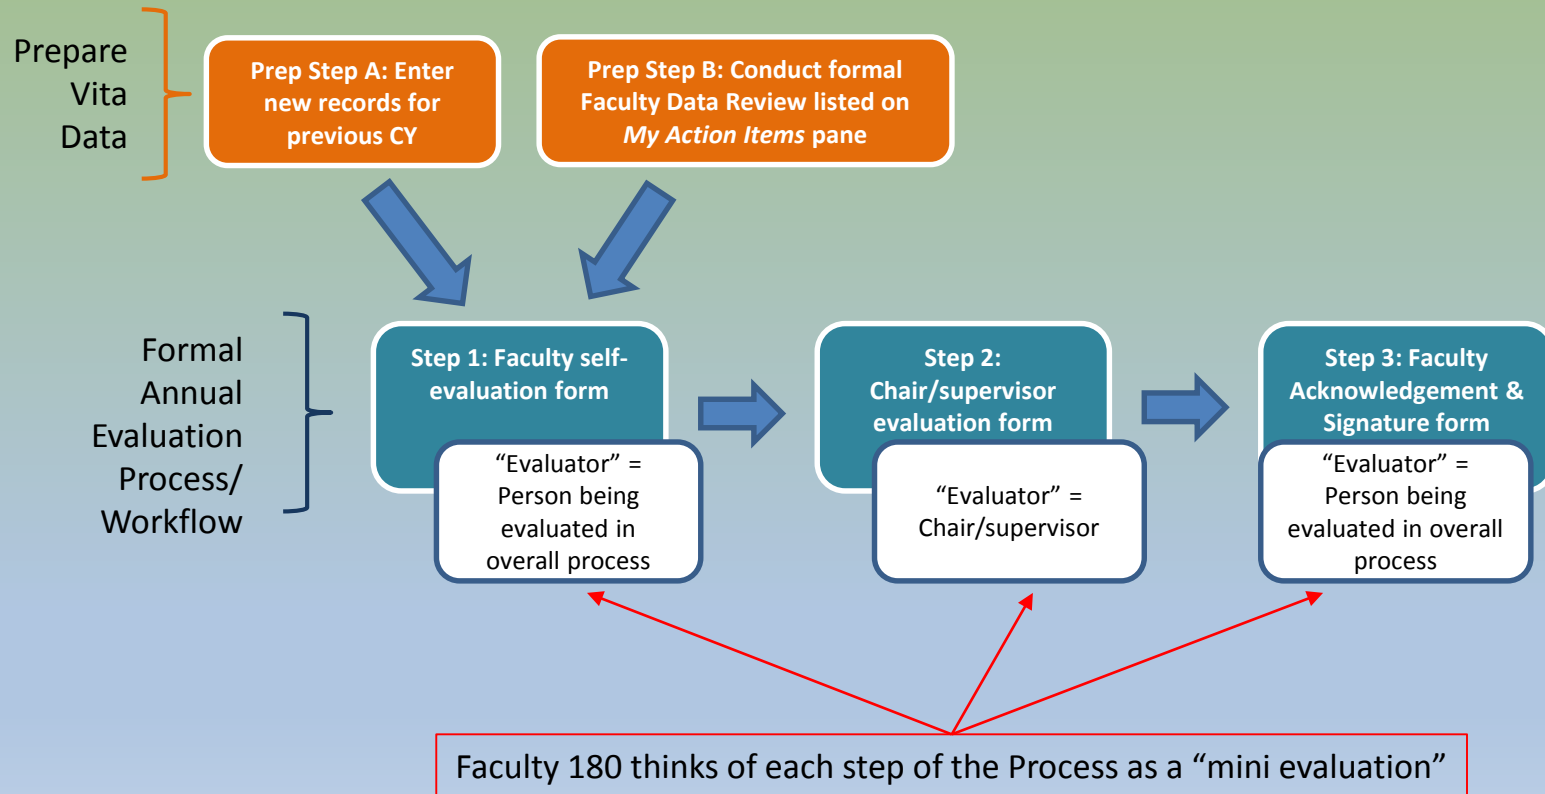 Prepare
Vita
Data
Prep Step A: Enter
new records for
previous CY
Prep Step B: Conduct formal
Faculty Data Review listed on
My Action Items pane
Formal
Annual
Evaluation
Process/
Workflow
Step 1: Faculty self-
evaluation form
“Evaluator” =
Person being
evaluated in
overall process
Step 2:
Chair/supervisor
evaluation form
“Evaluator” =
Chair/supervisor
Step 3: Faculty
Acknowledgement &
Signature form
“Evaluator” =
Person being
evaluated in overall
process
Faculty 180 thinks of each step of the Process as a “mini evaluation”